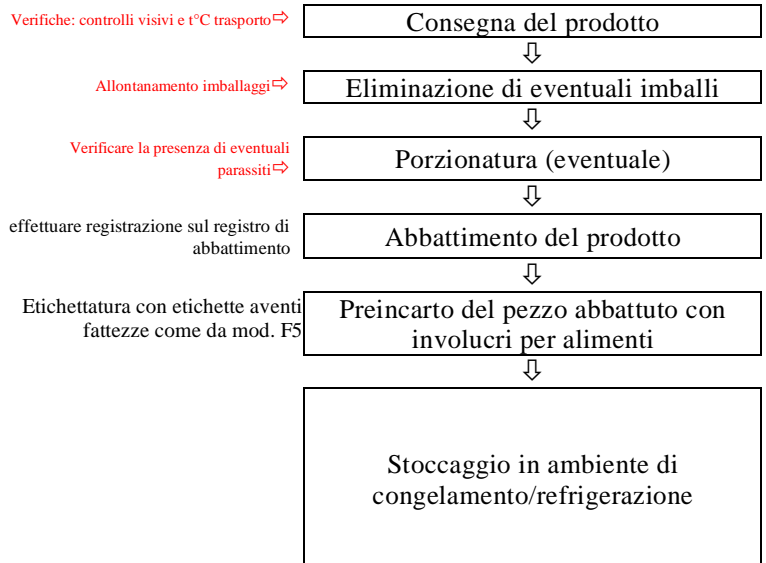 Verifiche: controlli visivi e t°C trasporto⇨
Consegna del prodotto
⇩
Allontanamento imballaggi⇨
Eliminazione di eventuali imballi
⇩
Verificare la presenza di eventuali
parassiti⇨
Porzionatura (eventuale)
⇩
effettuare registrazione sul registro di
abbattimento
Abbattimento del prodotto
⇩
Etichettatura con etichette aventi
fattezze come da mod. F5
Preincarto del pezzo abbattuto con
involucri per alimenti
⇩
Stoccaggio in ambiente di
congelamento/refrigerazione